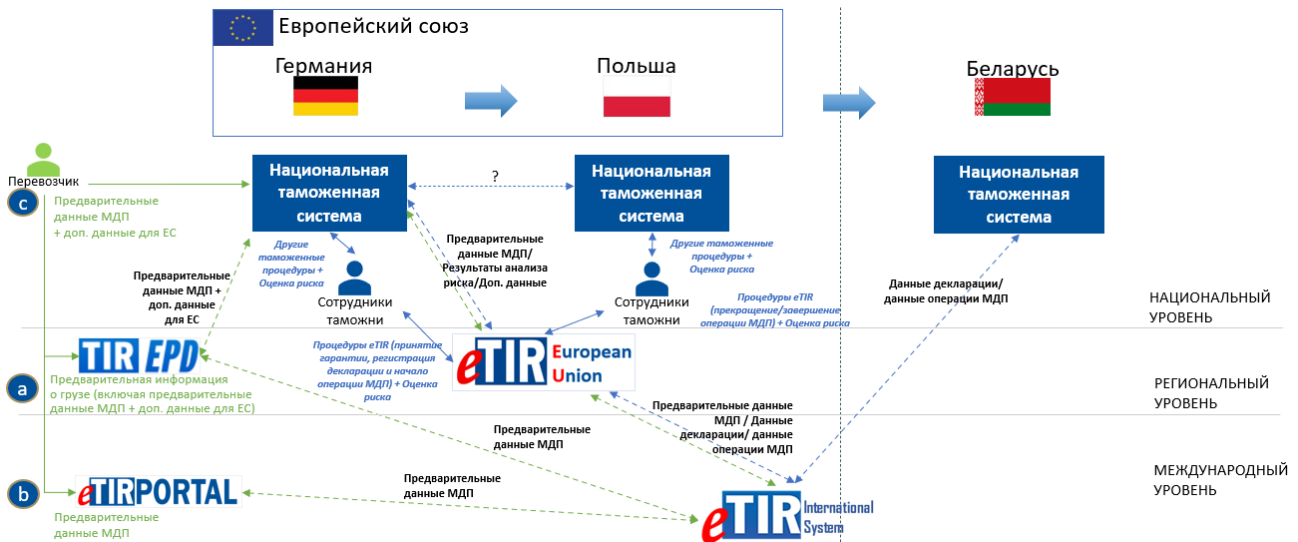 Европейский союз
Германия
Польша
Беларусь
Перевозчик
c
Предварительные
данные МДП
+ доп. данные для ЕС
Национальная
таможенная
система
?
Национальная
таможенная
система
Национальная
таможенная
система
Другие
таможенные
процедуры +
Оценка риска
Предварительные
данные МДП/
Результаты анализа
риска/Доп. данные
Другие таможенные
процедуры +
Оценка риска
Предварительные
данные МДП +
доп. данные
для ЕС
Сотрудники
таможни
Сотрудники
таможни
Процедуры eTIR
(прекращение/завершение
операции МДП) + Оценка риска
Данные декларации/
данные операции МДП
НАЦИОНАЛЬНЫЙ
УРОВЕНЬ
TIR EPD
Процедуры eTIR (принятие
гарантии, регистрация
декларации и начало
операции МДП) + Оценка
риска
eTIR European
Union
a
Предварительная информация
о грузе (включая предварительные
данные МДП + доп. данные для ЕС)
РЕГИОНАЛЬНЫЙ
УРОВЕНЬ
Предварительные
данные МДП
Предварительные данные
МДП / Данные
декларации/ данные
операции МДП
b
eTIRPORTAL
Предварительные
данные МДП
Предварительные
данные МДП
eTIR International
System
МЕЖДУНАРОДНЫЙ
УРОВЕНЬ